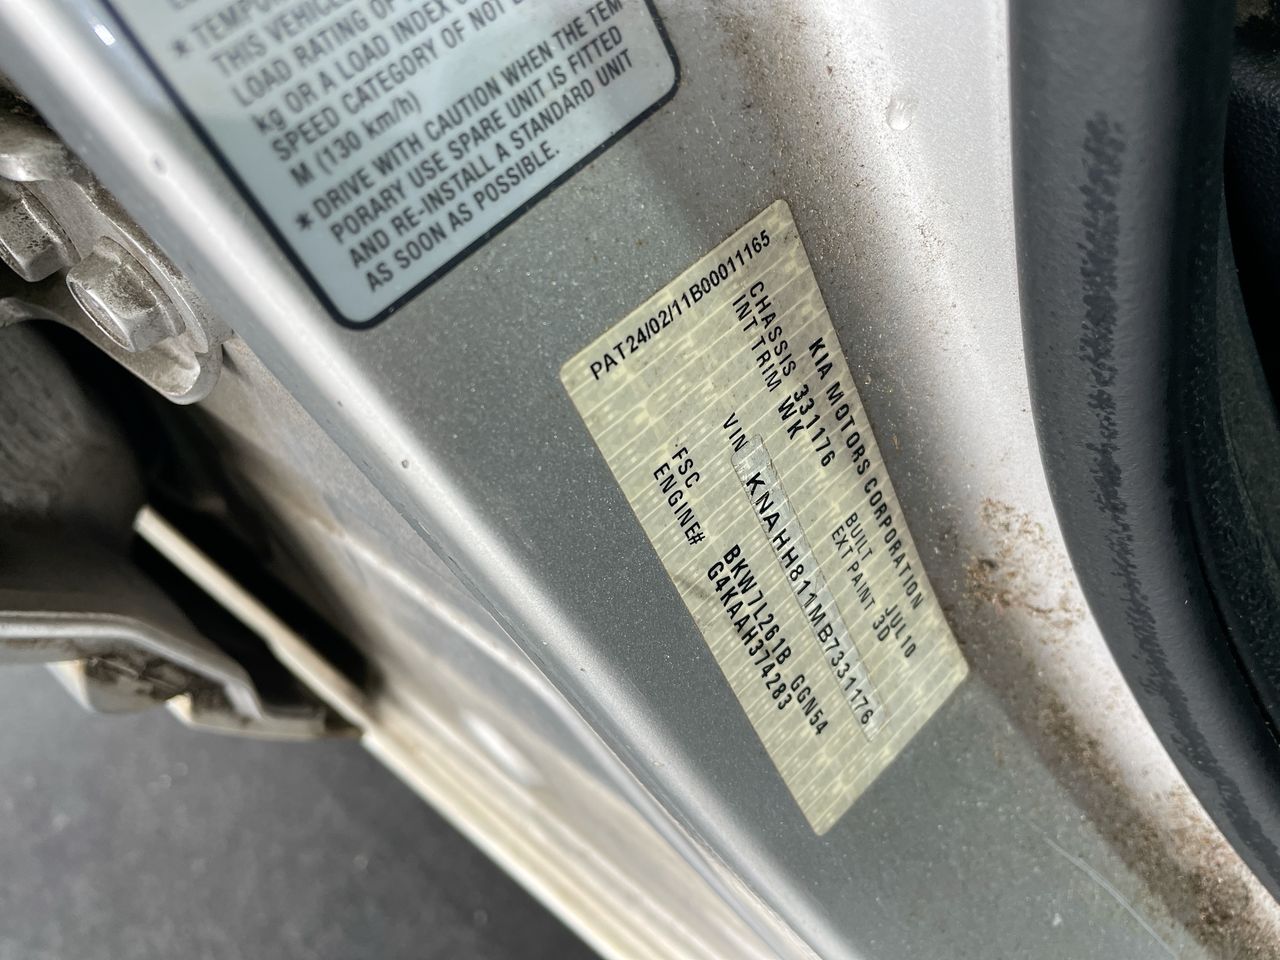 * TEMPOR
THIS VEHICLE
LOAD RATING OF
kg OR A LOAD INDEX
SPEED CATEGORY OF NOT
M (130 km/h)
* DRIVE WITH CAUTION WHEN THE TEM
PORARY USE SPARE UNIT IS FITTED
AND RE-INSTALL A STANDARD UNIT
AS SOON AS POSSIBLE.
PAT24/02/11B00011165
KIA MOTORS CORPORATION
CHASSIS 331176 BUILT JUL10
INT TRIM WK EXT PAINT 3D
VIN KNAHH811MB7331176
FSC BKW7L261B GGN54
ENGINE# G4KAAH374283